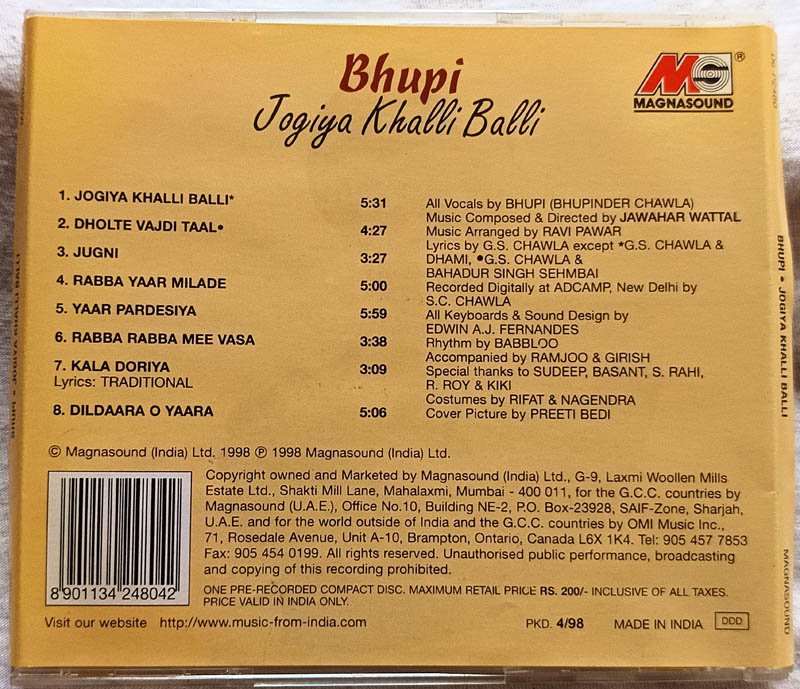 Bhupi
Jogiya Khalli Balli
MAGNASOUND
1. JOGIYA KHALLI BALLI* 5:31
2. DHOLTE VAJDI TAAL• 4:27
3. JUGNI 3:27
4. RABBA YAAR MILADE 5:00
5. YAAR PARDESIYA 5:59
6. RABBA RABBA MEE VASA 3:38
7. KALA DORIYA 3:09
Lyrics: TRADITIONAL
8. DILDAARA O YAARA 5:06
All Vocals by BHUPI (BHUPINDER CHAWLA)
Music Composed & Directed by JAWAHAR WATTAL
Music Arranged by RAVI PAWAR
Lyrics by G.S. CHAWLA except *G.S. CHAWLA &
DHAMI, •G.S. CHAWLA &
BAHADUR SINGH SEHMBAI
Recorded Digitally at ADCAMP, New Delhi by
S.C. CHAWLA
All Keyboards & Sound Design by
EDWIN A.J. FERNANDES
Rhythm by BABBLOO
Accompanied by RAMJOO & GIRISH
Special thanks to SUDEEP, BASANT, S. RAHI,
R. ROY & KIKI
Costumes by RIFAT & NAGENDRA
Cover Picture by PREETI BEDI
© Magnasound (India) Ltd. 1998 ℗ 1998 Magnasound (India) Ltd.
Copyright owned and Marketed by Magnasound (India) Ltd., G-9, Laxmi Woollen Mills
Estate Ltd., Shakti Mill Lane, Mahalaxmi, Mumbai - 400 011, for the G.C.C. countries by
Magnasound (U.A.E.), Office No.10, Building NE-2, P.O. Box-23928, SAIF-Zone, Sharjah,
U.A.E. and for the world outside of India and the G.C.C. countries by OMI Music Inc.,
71, Rosedale Avenue, Unit A-10, Brampton, Ontario, Canada L6X 1K4. Tel: 905 457 7853
Fax: 905 454 0199. All rights reserved. Unauthorised public performance, broadcasting
and copying of this recording prohibited.
8 901134 248042
ONE PRE-RECORDED COMPACT DISC. MAXIMUM RETAIL PRICE RS. 200/- INCLUSIVE OF ALL TAXES.
PRICE VALID IN INDIA ONLY.
Visit our website http://www.music-from-india.com
PKD. 4/98 MADE IN INDIA DDD
BHUPI • JOGIYA KHALLI BALLI
BHUPI • JOGIYA KHALLI BALLI
MAGNASOUND